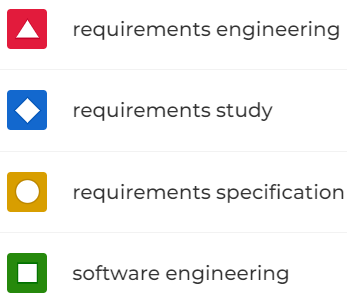 requirements engineering
requirements study
requirements specification
software engineering